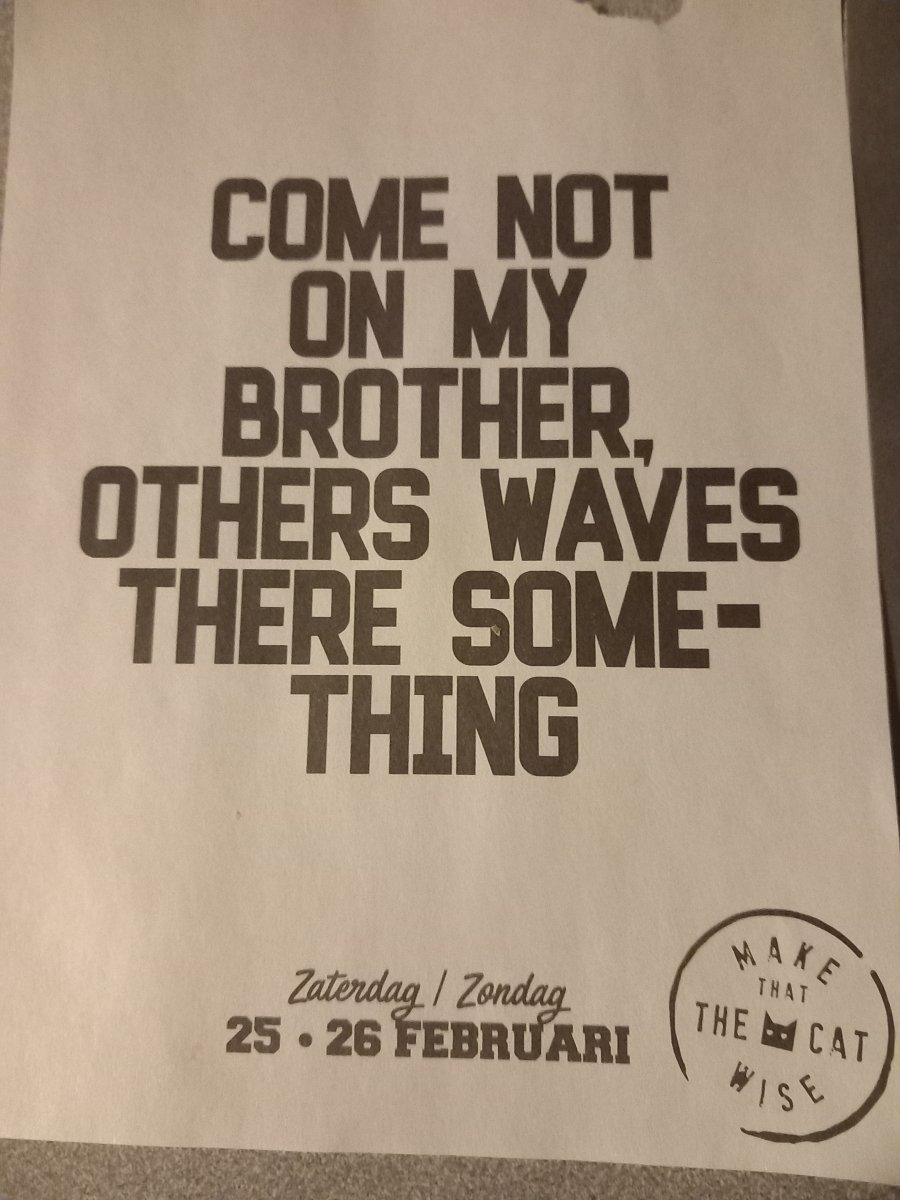 COME NOT
ON MY
BROTHER,
OTHERS WAVES
THERE SOME-
THING
Zaterdag / Zondag
25 • 26 FEBRUARI
MAKE
THAT
THE CAT
WISE